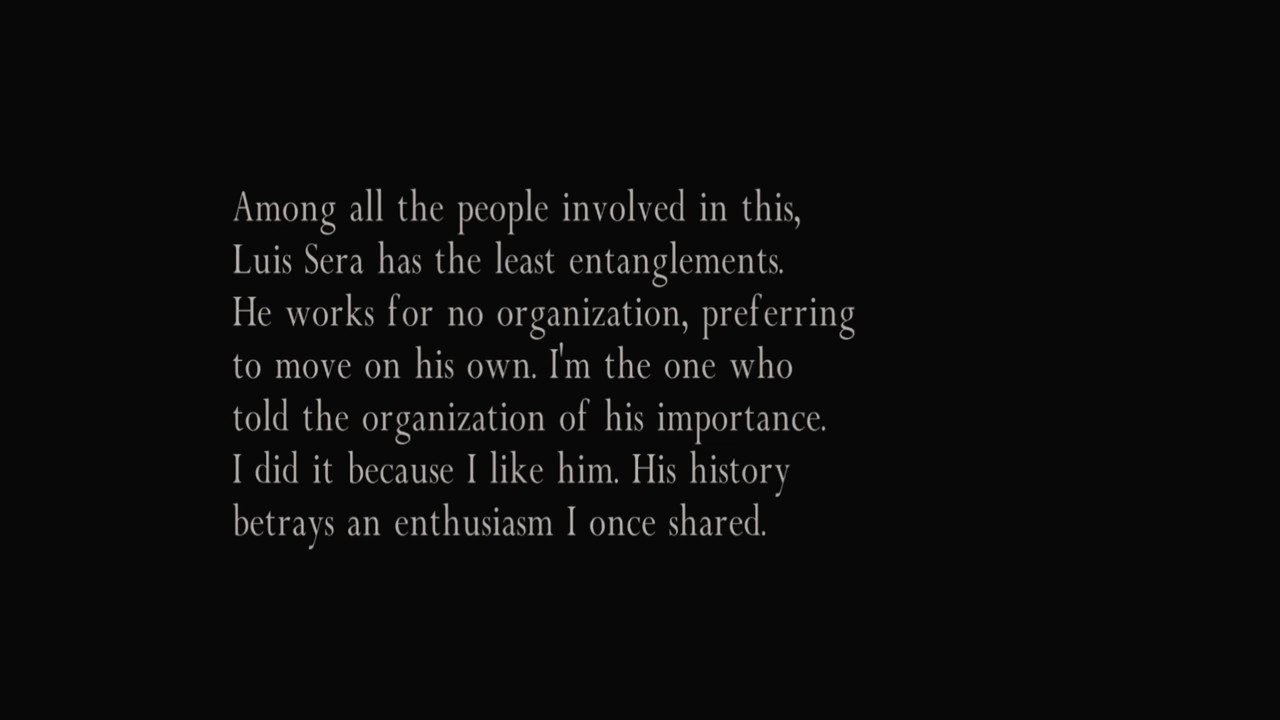 Among all the people involved in this,
Luis Sera has the least entanglements.
He works for no organization, preferring
to move on his own. I'm the one who
told the organization of his importance.
I did it because I like him. His history
betrays an enthusiasm I once shared.